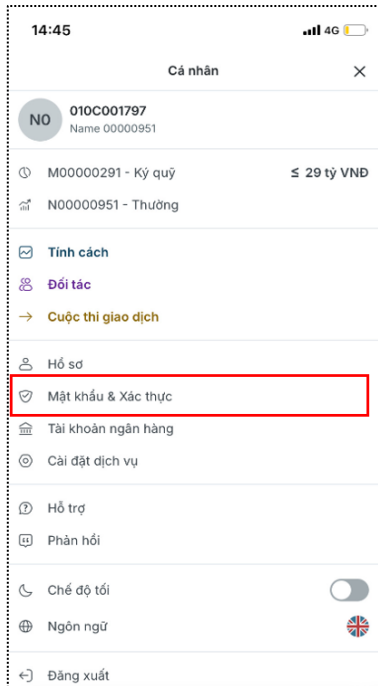 14:45
4G
Cá nhân
NO
010C001797
Name 00000951
M00000291 - Ký quỹ ≤ 29 tỷ VNĐ
N00000951 - Thường
Tính cách
Đối tác
Cuộc thi giao dịch
Hồ sơ
Mật khẩu & Xác thực
Tài khoản ngân hàng
Cài đặt dịch vụ
Hỗ trợ
Phản hồi
Chế độ tối
Ngôn ngữ
Đăng xuất